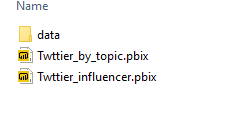 Name
data
Twttier_by_topic.pbix
Twttier_influencer.pbix